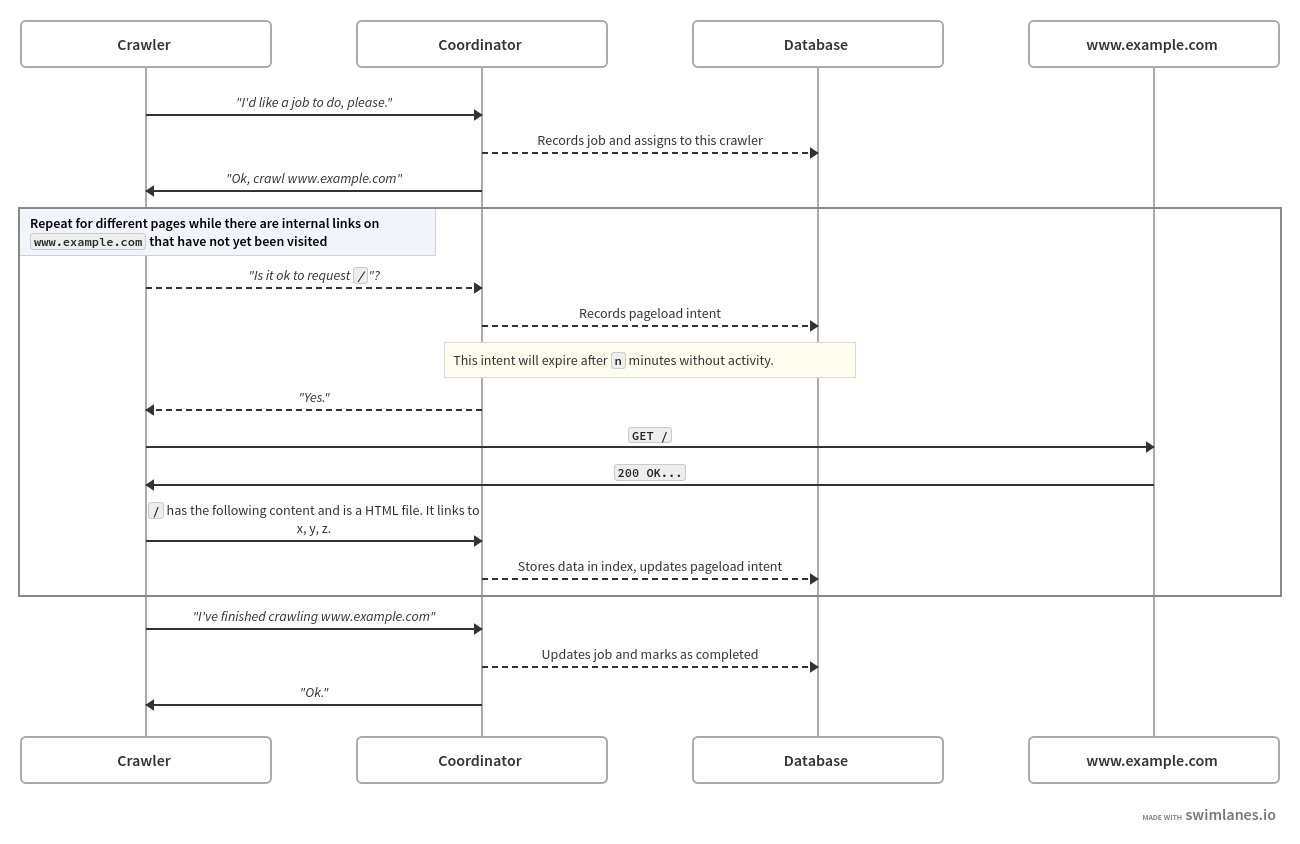 Crawler
Coordinator
Database
www.example.com
"I'd like a job to do, please."
Records job and assigns to this crawler
"Ok, crawl www.example.com"
Repeat for different pages while there are internal links on
www.example.com that have not yet been visited
"Is it ok to request / "?
Records pageload intent
This intent will expire after n minutes without activity.
"Yes."
GET /
200 OK...
/ has the following content and is a HTML file. It links to
x, y, z.
Stores data in index, updates pageload intent
"I've finished crawling www.example.com"
Updates job and marks as completed
"Ok."
Crawler
Coordinator
Database
www.example.com
MADE WITH swimlanes.io